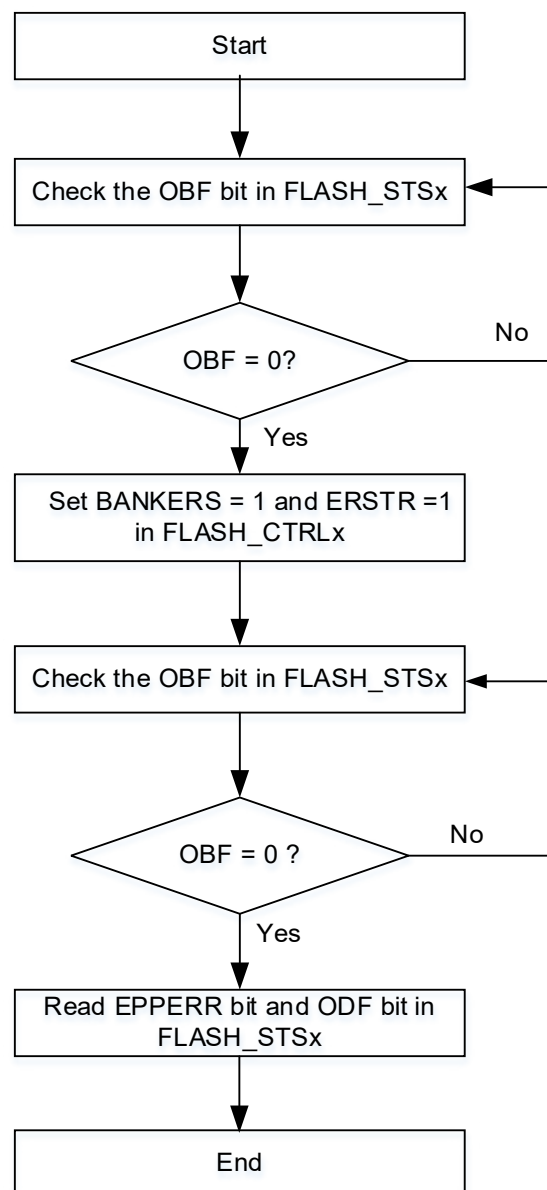 Start
Check the OBF bit in FLASH_STSx
OBF = 0?
No
Yes
Set BANKERS = 1 and ERSTR =1
in FLASH_CTRLx
Check the OBF bit in FLASH_STSx
OBF = 0 ?
No
Yes
Read EPPERR bit and ODF bit in
FLASH_STSx
End